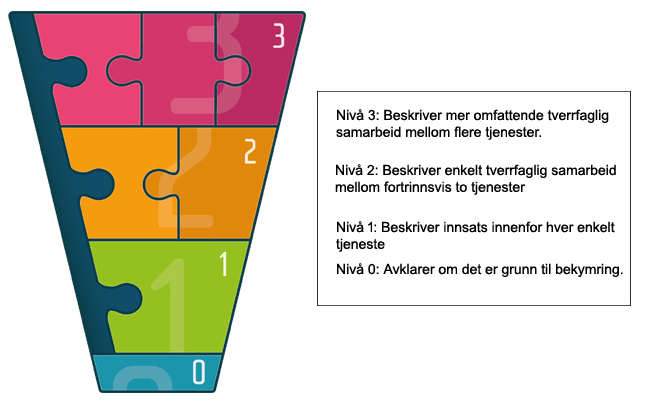 3
2
1
0
Nivå 3: Beskriver mer omfattende tverrfaglig
samarbeid mellom flere tjenester.
Nivå 2: Beskriver enkelt tverrfaglig samarbeid
mellom fortrinnsvis to tjenester
Nivå 1: Beskriver innsats innenfor hver enkelt
tjeneste
Nivå 0: Avklarer om det er grunn til bekymring.